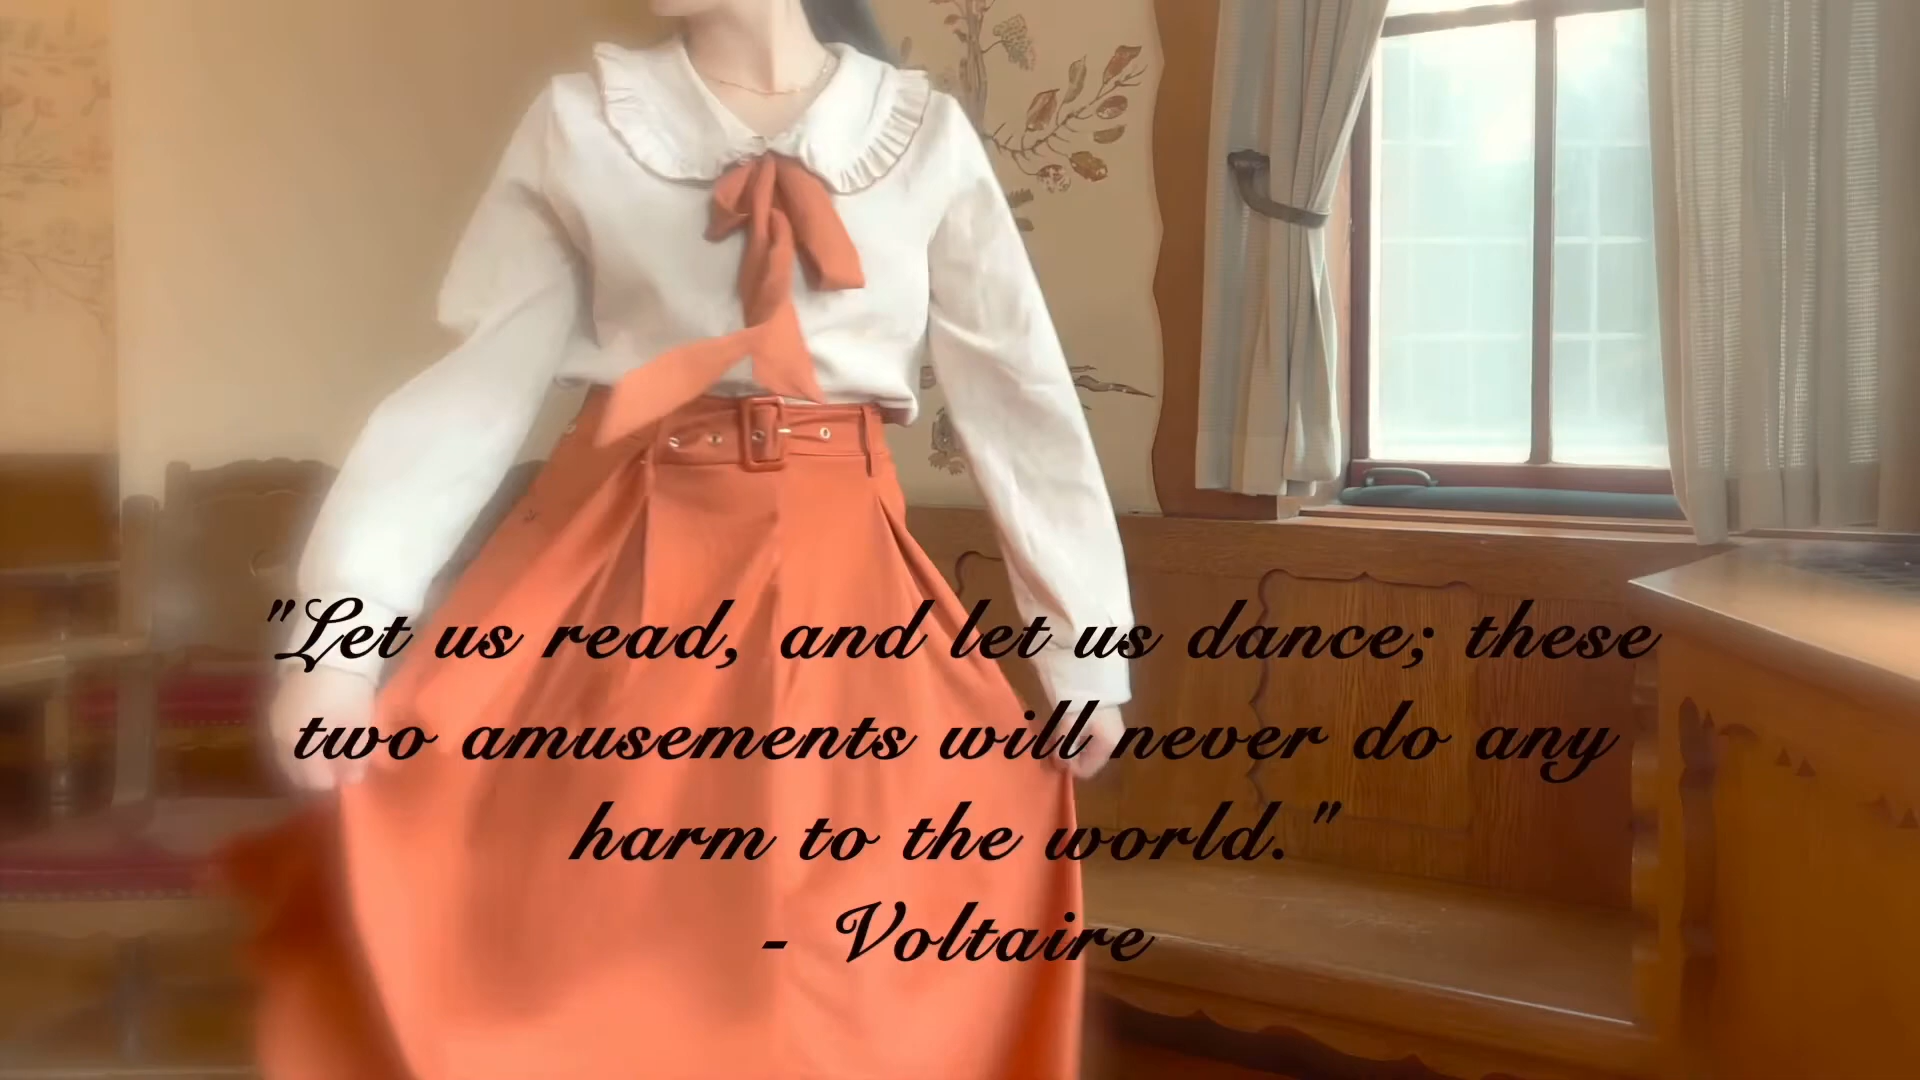 "Let us read, and let us dance; these
two amusements will never do any
harm to the world."
- Voltaire